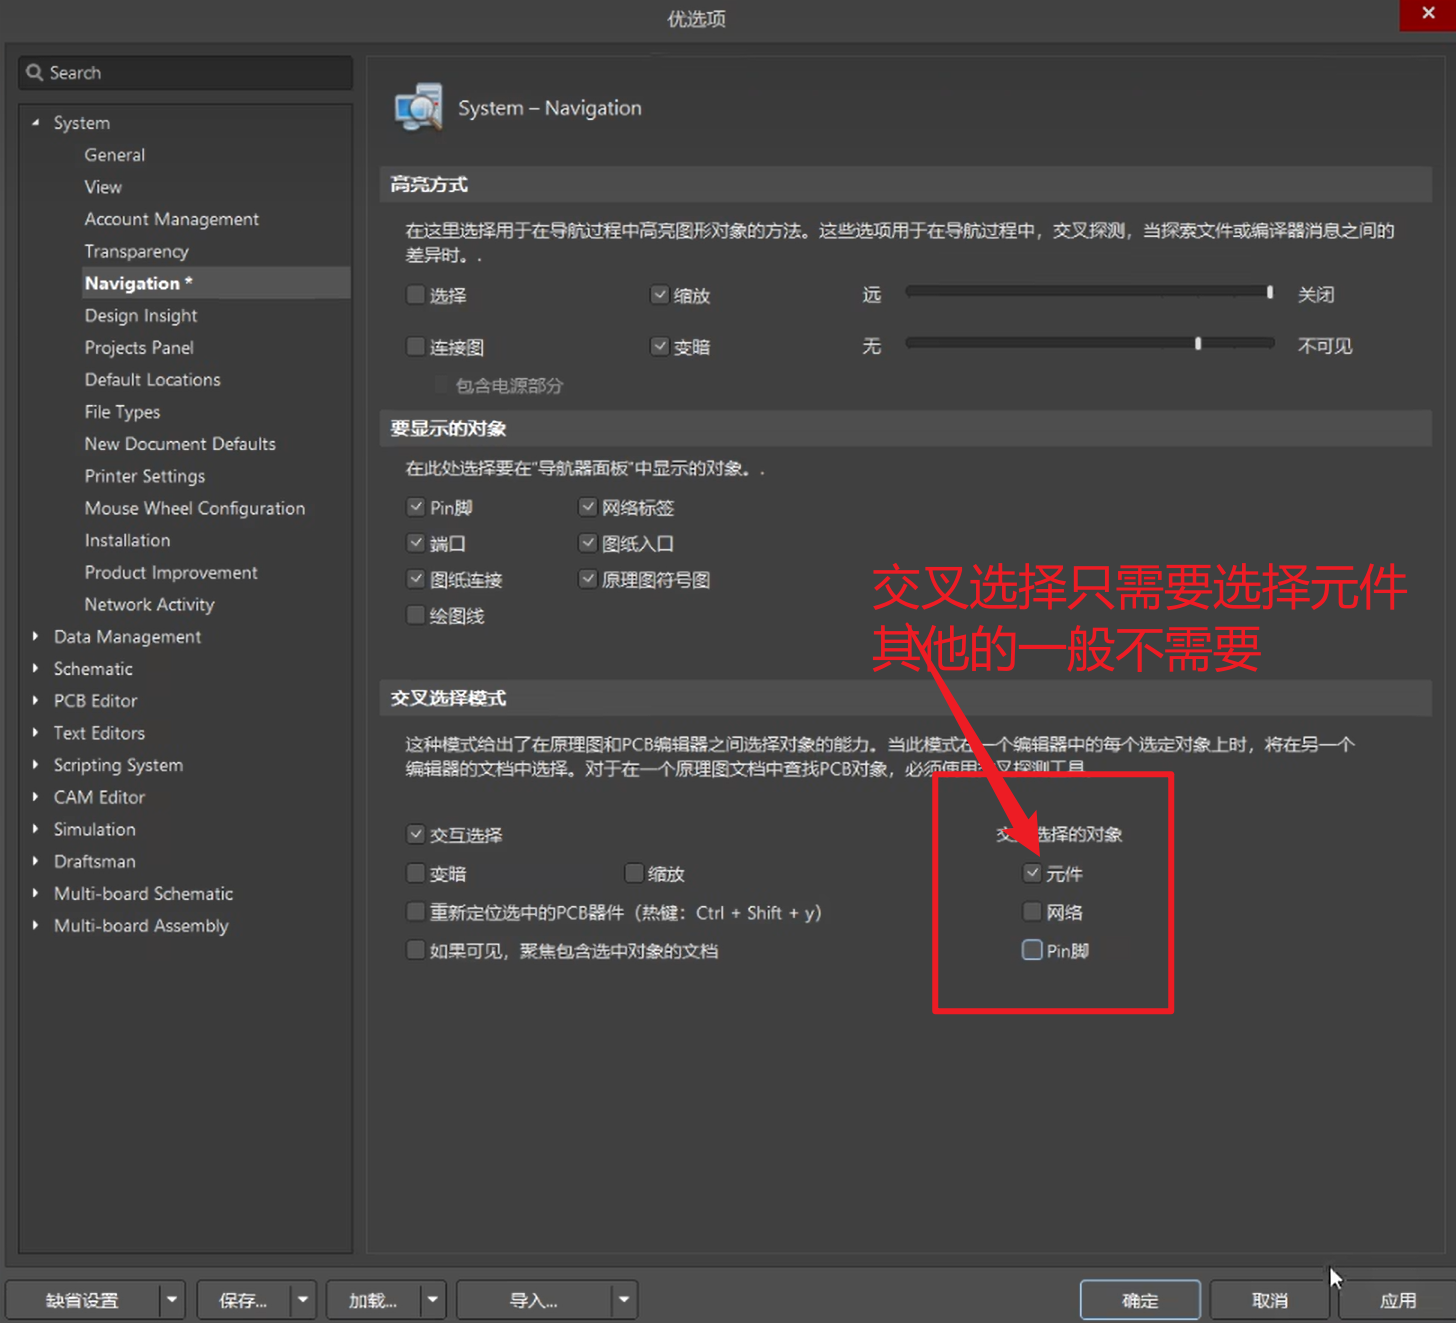 优选项
Search
System
General
View
Account Management
Transparency
Navigation *
Design Insight
Projects Panel
Default Locations
File Types
New Document Defaults
Printer Settings
Mouse Wheel Configuration
Installation
Product Improvement
Network Activity
Data Management
Schematic
PCB Editor
Text Editors
Scripting System
CAM Editor
Simulation
Draftsman
Multi-board Schematic
Multi-board Assembly
System – Navigation
高亮方式
在这里选择用于在导航过程中高亮图形对象的方法。这些选项用于在导航过程中，交叉探测，当探索文件或编译器消息之间的
差异时。.
选择 缩放 远 关闭
连接图 变暗 无 不可见
包含电源部分
要显示的对象
在此处选择要在"导航器面板"中显示的对象。.
Pin脚 网络标签
端口 图纸入口
图纸连接 原理图符号图
绘图线
交叉选择只需要选择元件
其他的一般不需要
交叉选择模式
这种模式给出了在原理图和PCB编辑器之间选择对象的能力。当此模式在一个编辑器中的每个选定对象上时，将在另一个
编辑器的文档中选择。对于在一个原理图文档中查找PCB对象，必须使用交叉探测工具
交互选择 交 选择的对象
变暗 缩放 元件
重新定位选中的PCB器件（热键：Ctrl + Shift + y） 网络
如果可见，聚焦包含选中对象的文档 Pin脚
缺省设置 保存... 加载... 导入... 确定 取消 应用